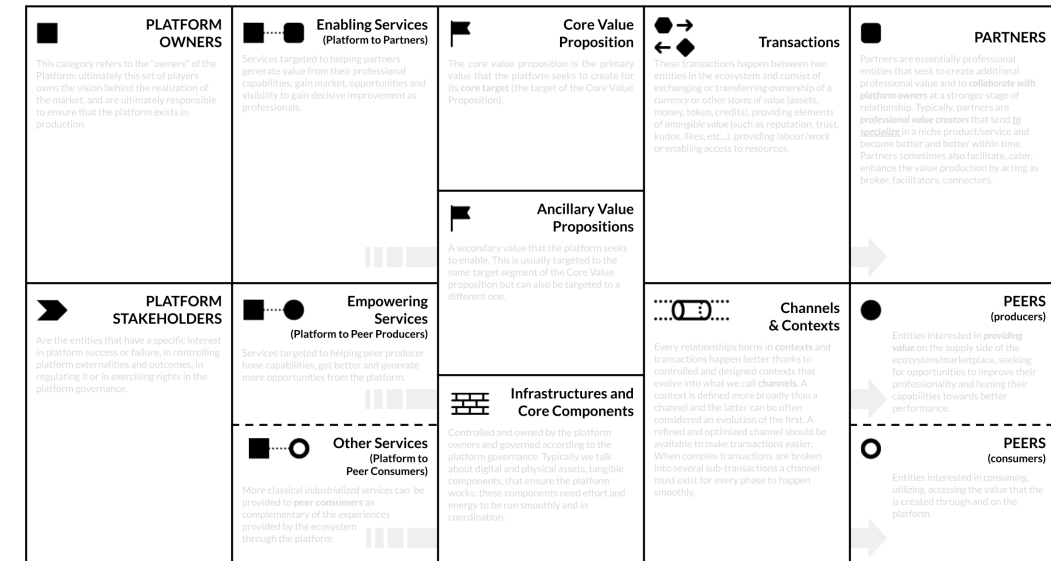 PLATFORM
OWNERS
This category refers to the "owners" of the
Platform: ultimately this set of players
owns the vision behind the realization of
the market, and are ultimately responsible
to ensure that the platform exists in
production.
Enabling Services
(Platform to Partners)
Services targeted to helping partners
generate value from their professional
capabilities, gain market, opportunities and
visibility to gain decisive improvement as
professionals.
Core Value
Proposition
The core value proposition is the primary
value that the platform seeks to create for
its core target (the target of the Core Value
Proposition).
Transactions
These transactions happen between two
entities in the ecosystem and consist of
exchanging or transferring ownership of a
currency or other stores of value (assets,
money, token, credits), providing elements
of intangible value (such as reputation, trust,
kudos, likes, etc...), providing labour/work
or enabling access to resources.
PARTNERS
Partners are essentially professional
entities that seek to create additional
professional value and to collaborate with
platform owners at a stronger stage of
relationship. Typically, partners are
professional value creators that tend to
specialize in a niche product/service and
become better and better within time.
Partners sometimes also facilitate, cater,
enhance the value production by acting as
broker, facilitators, connectors.
Ancillary Value
Propositions
A secondary value that the platform seeks
to enable. This is usually targeted to the
same target segment of the Core Value
proposition but can also be targeted to a
different one.
PLATFORM
STAKEHOLDERS
Are the entities that have a specific interest
in platform success or failure, in controlling
platform externalities and outcomes, in
regulating it or in exercising rights in the
platform governance.
Empowering
Services
(Platform to Peer Producers)
Services targeted to helping peer producer
hone capabilities, get better and generate
more opportunities from the platform.
Other Services
(Platform to
Peer Consumers)
More classical industrialized services can be
provided to peer consumers as
complementary of the experiences
provided by the ecosystem
through the platform.
Infrastructures and
Core Components
Controlled and owned by the platform
owners and governed according to the
platform governance. Typically we talk
about digital and physical assets, tangible
components, that ensure the platform
works: these components need effort and
energy to be run smoothly and in
coordination.
Channels
& Contexts
Every relationships borns in contexts and
transactions happen better thanks to
controlled and designed contexts that
evolve into what we call channels. A
context is defined more broadly than a
channel and the latter can be often
considered an evolution of the first. A
refined and optimized channel should be
available to make transactions easier.
When complex transactions are broken
into several sub-transactions a channel
must exist for every phase to happen
smoothly.
PEERS
(producers)
Entities interested in providing
value on the supply side of the
ecosystem/marketplace, seeking
for opportunities to improve their
professionality and honing their
capabilities towards better
performance.
PEERS
(consumers)
Entities interested in consuming,
utilizing, accessing the value that the
is created through and on the
platform.